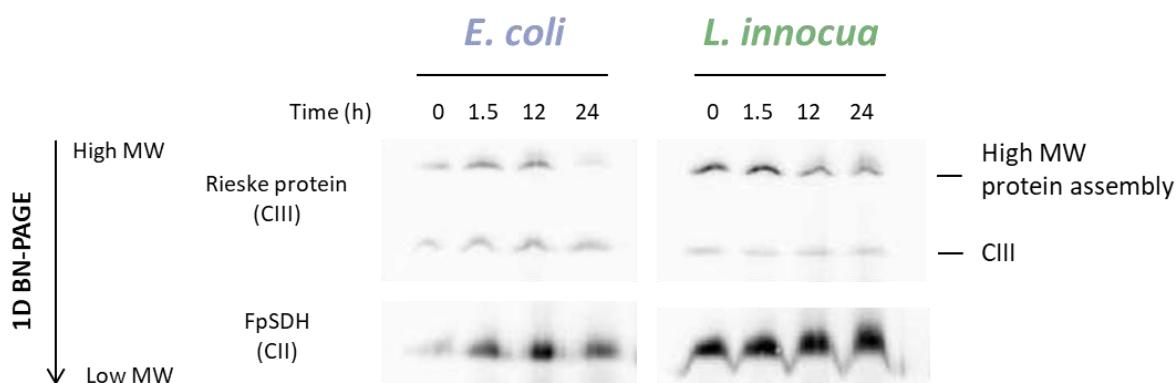 E. coli
L. innocua
Time (h) 0 1.5 12 24 0 1.5 12 24
High MW
Rieske protein
(CIII)
High MW
protein assembly
CIII
1D BN-PAGE
FpSDH
(CII)
Low MW